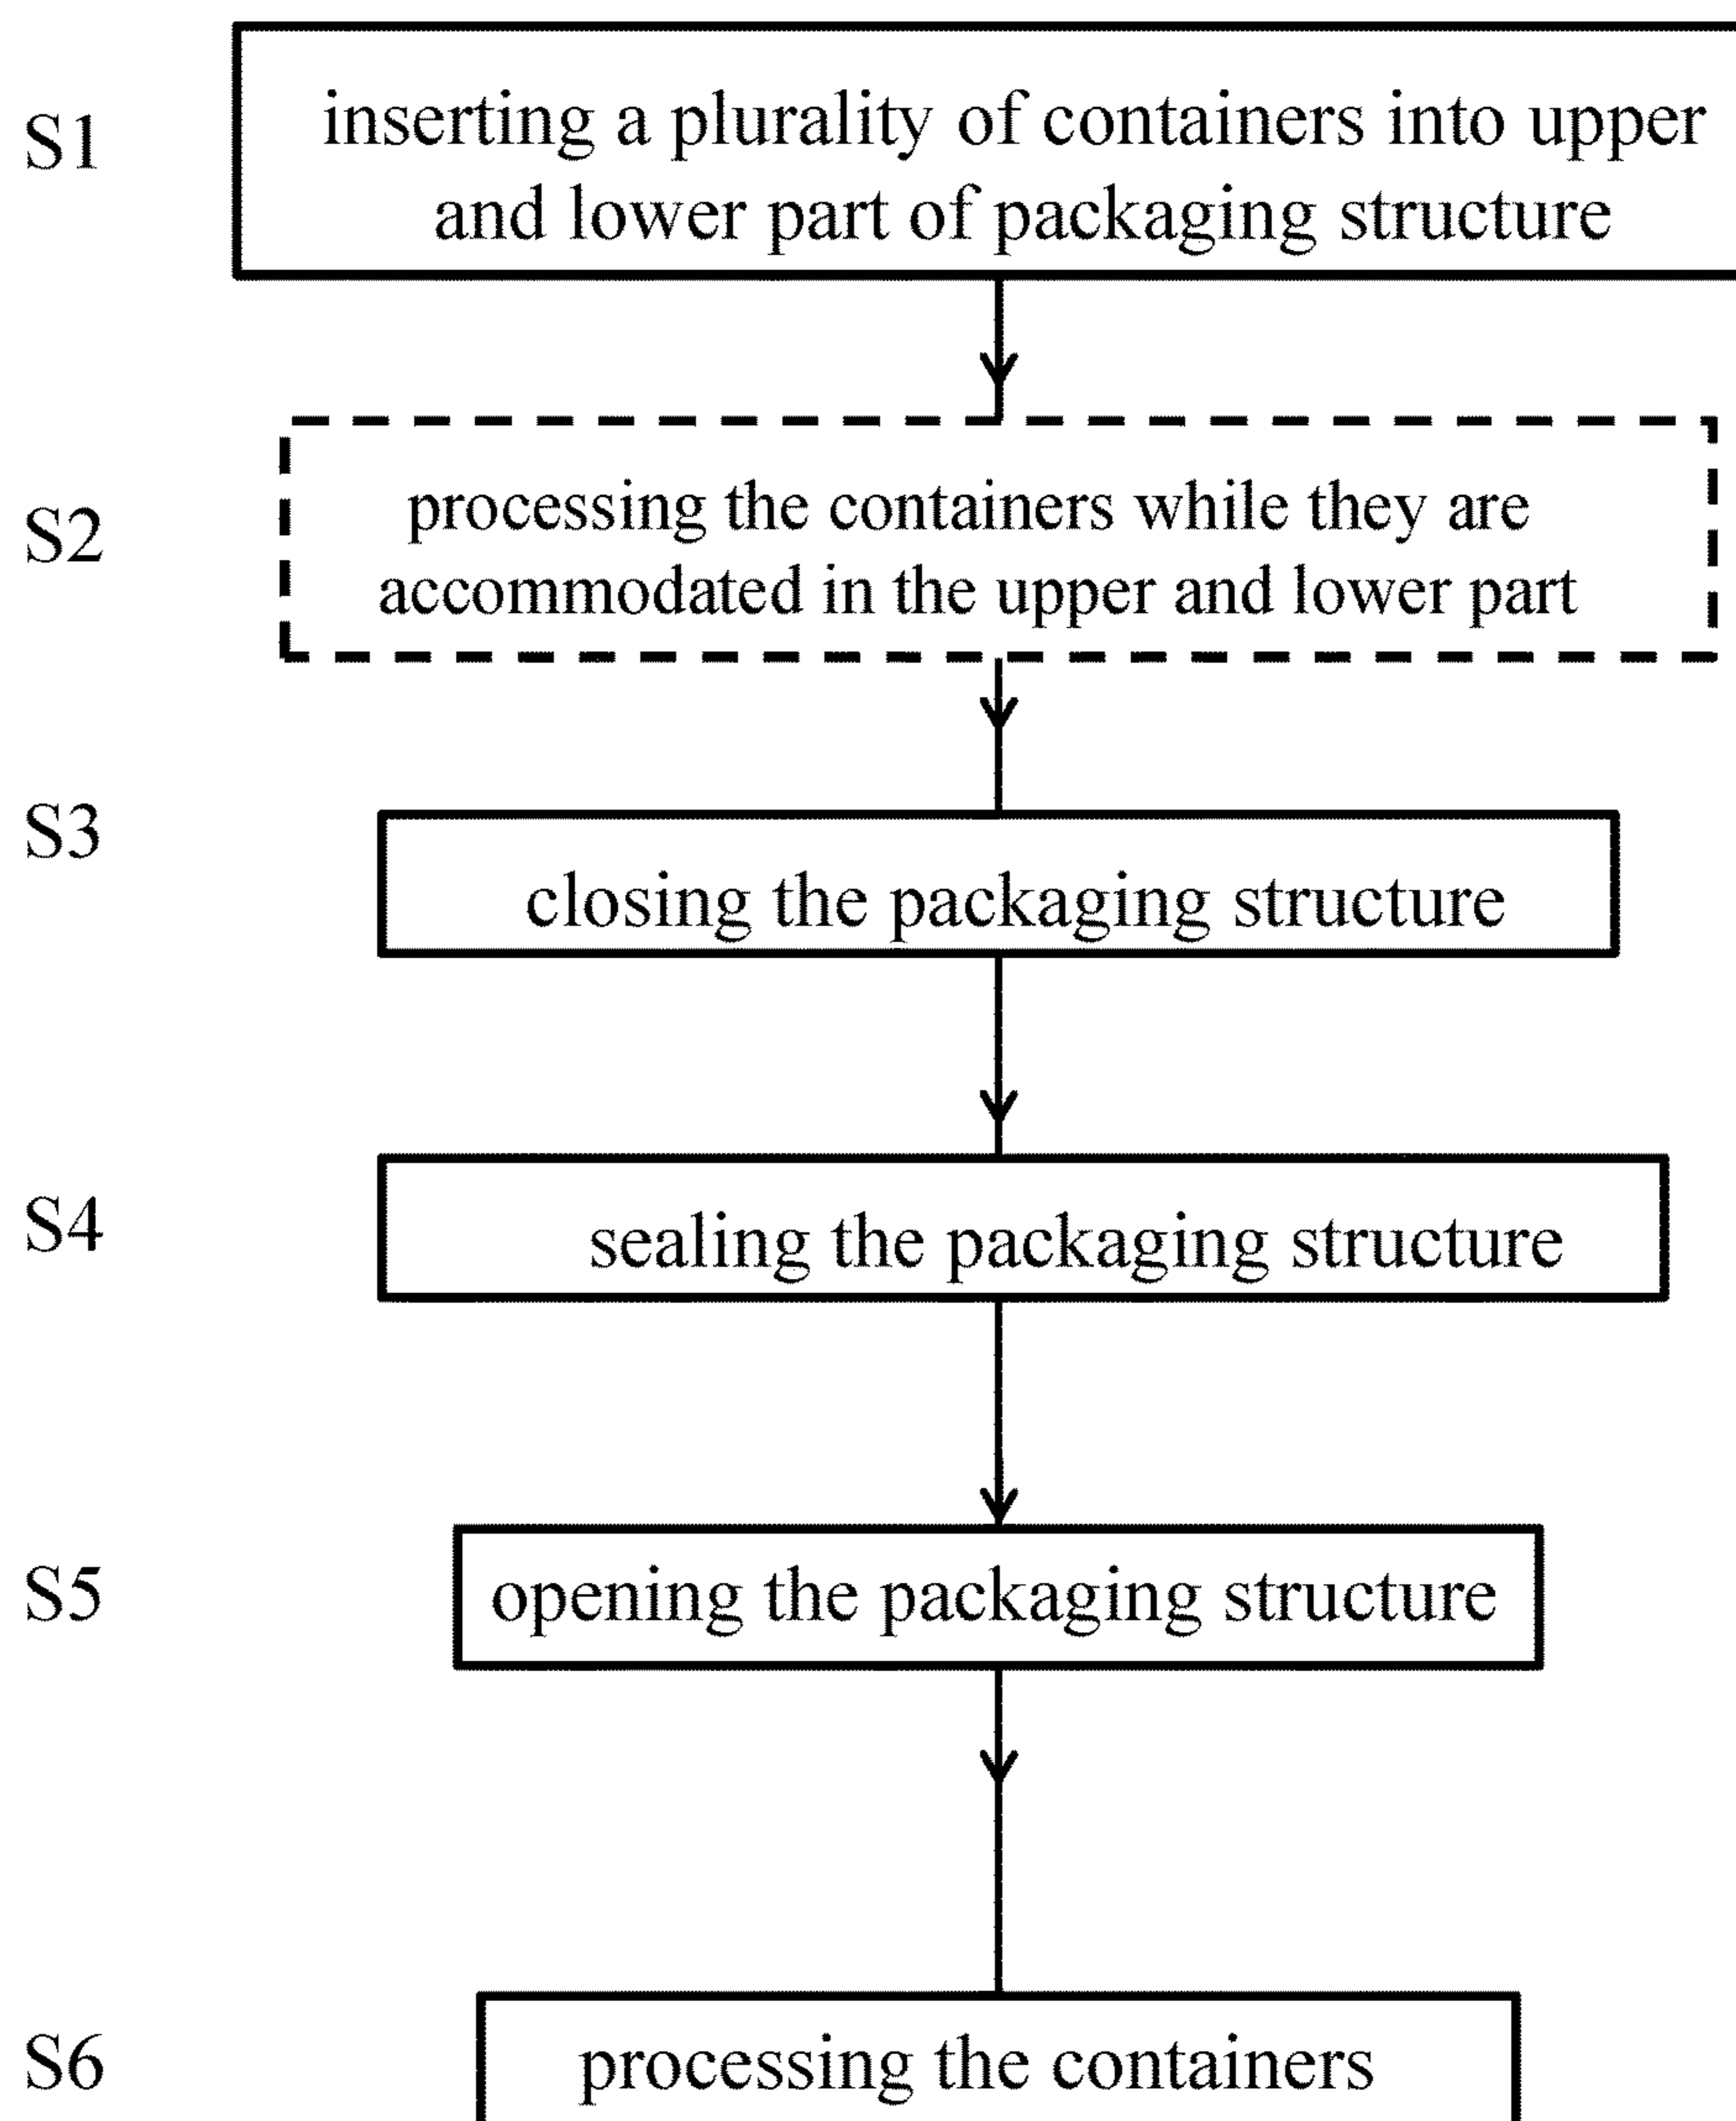 S1
inserting a plurality of containers into upper
and lower part of packaging structure
S2
processing the containers while they are
accommodated in the upper and lower part
S3
closing the packaging structure
S4
sealing the packaging structure
S5
opening the packaging structure
S6
processing the containers